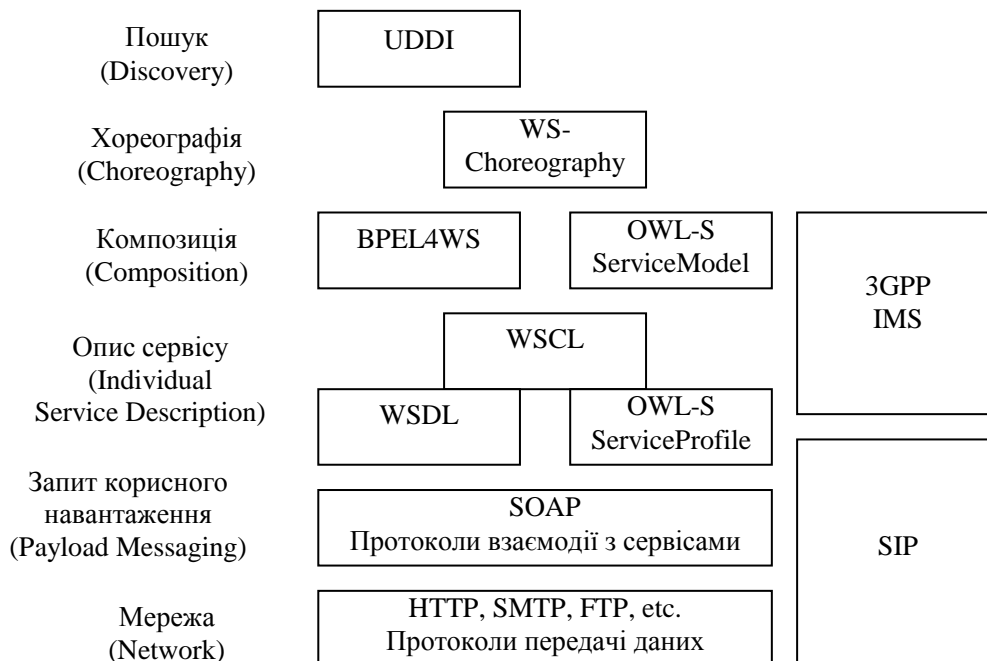 Пошук
(Discovery)
UDDI
Хореографія
(Choreography)
WS-
Choreography
Композиція
(Composition)
BPEL4WS
OWL-S
ServiceModel
3GPP
IMS
Опис сервісу
(Individual
Service Description)
WSCL
WSDL
OWL-S
ServiceProfile
Запит корисного
навантаження
(Payload Messaging)
SOAP
Протоколи взаємодії з сервісами
SIP
Мережа
(Network)
HTTP, SMTP, FTP, etc.
Протоколи передачі даних